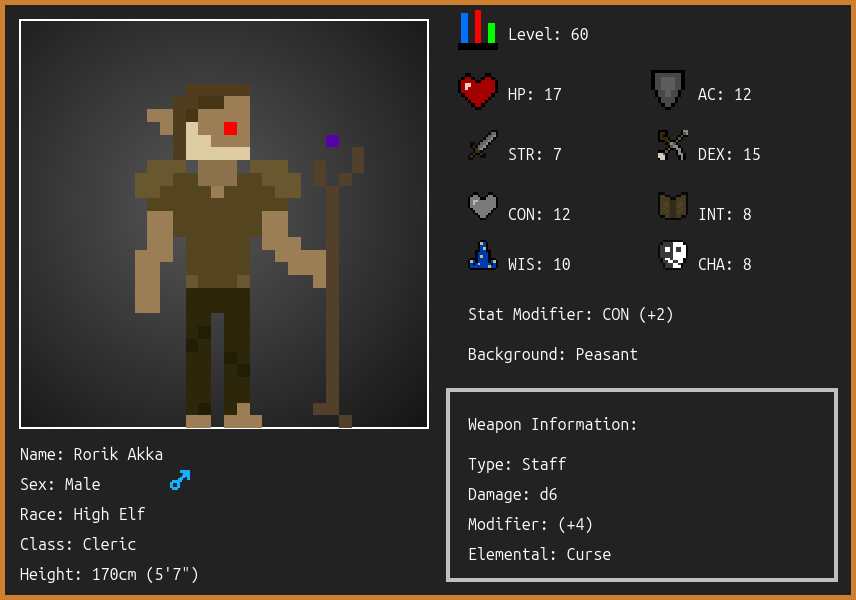 Level: 60
HP: 17
AC: 12
STR: 7
DEX: 15
CON: 12
INT: 8
WIS: 10
CHA: 8
Stat Modifier: CON (+2)
Background: Peasant
Weapon Information:
Type: Staff
Damage: d6
Modifier: (+4)
Elemental: Curse
Name: Rorik Akka
Sex: Male
Race: High Elf
Class: Cleric
Height: 170cm (5'7")